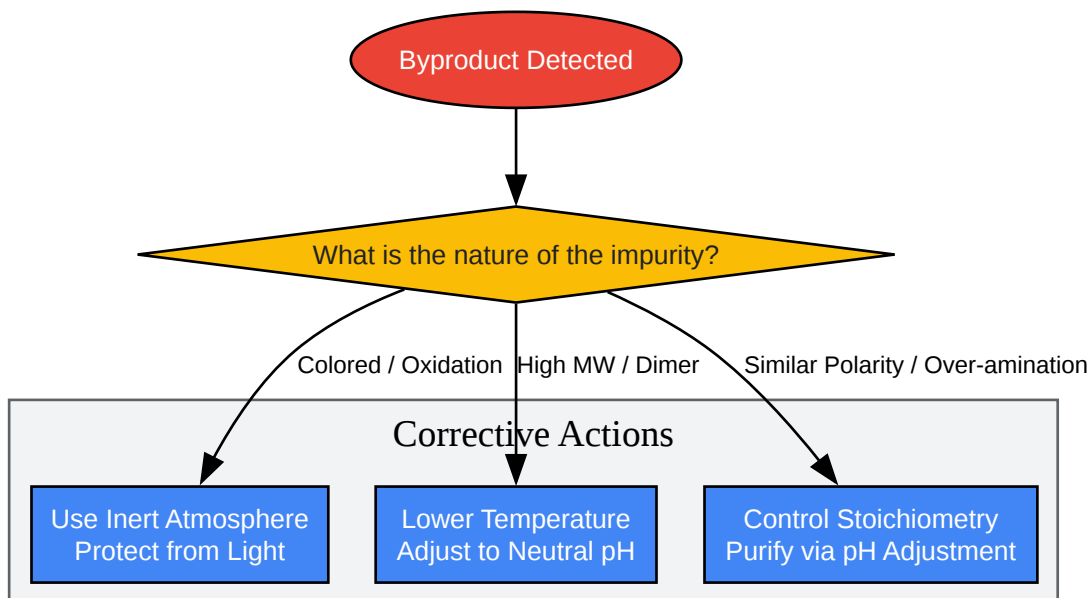 Byproduct Detected
What is the nature of the impurity?
Colored / Oxidation
High MW / Dimer
Similar Polarity / Over-amination
Corrective Actions
Use Inert Atmosphere
Protect from Light
Lower Temperature
Adjust to Neutral pH
Control Stoichiometry
Purify via pH Adjustment